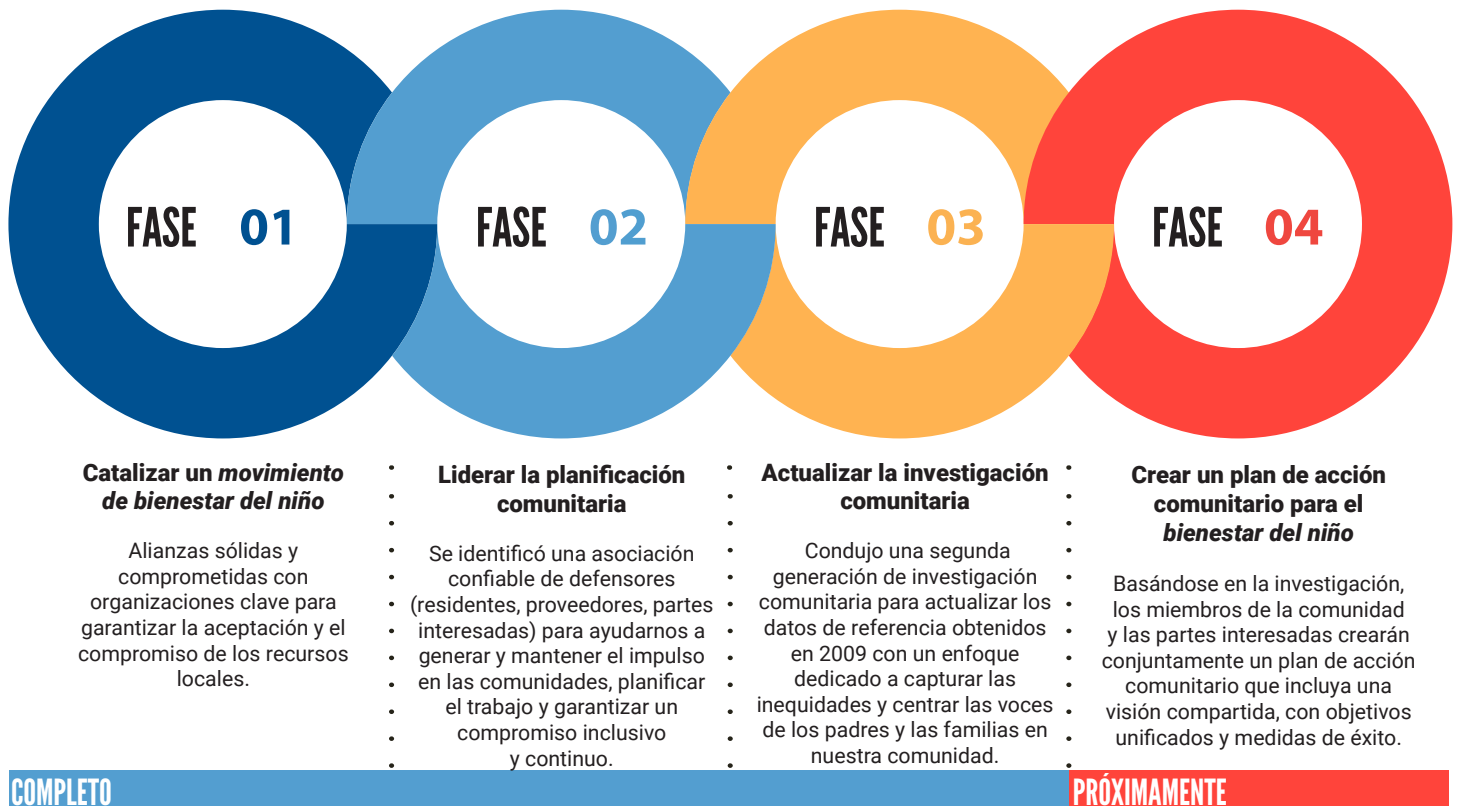 FASE 01
FASE 02
FASE 03
FASE 04
Catalizar un movimiento
de bienestar del niño
Alianzas sólidas y
comprometidas con
organizaciones clave para
garantizar la aceptación y el
compromiso de los recursos
locales.
Liderar la planificación
comunitaria
Se identificó una asociación
confiable de defensores
(residentes, proveedores, partes
interesadas) para ayudarnos a
generar y mantener el impulso
en las comunidades, planificar
el trabajo y garantizar un
compromiso inclusivo
y continuo.
Actualizar la investigación
comunitaria
Condujo una segunda
generación de investigación
comunitaria para actualizar los
datos de referencia obtenidos
en 2009 con un enfoque
dedicado a capturar las
inequidades y centrar las voces
de los padres y las familias en
nuestra comunidad.
Crear un plan de acción
comunitario para el
bienestar del niño
Basándose en la investigación,
los miembros de la comunidad
y las partes interesadas crearán
conjuntamente un plan de acción
comunitario que incluya una
visión compartida, con objetivos
unificados y medidas de éxito.
COMPLETO
PRÓXIMAMENTE